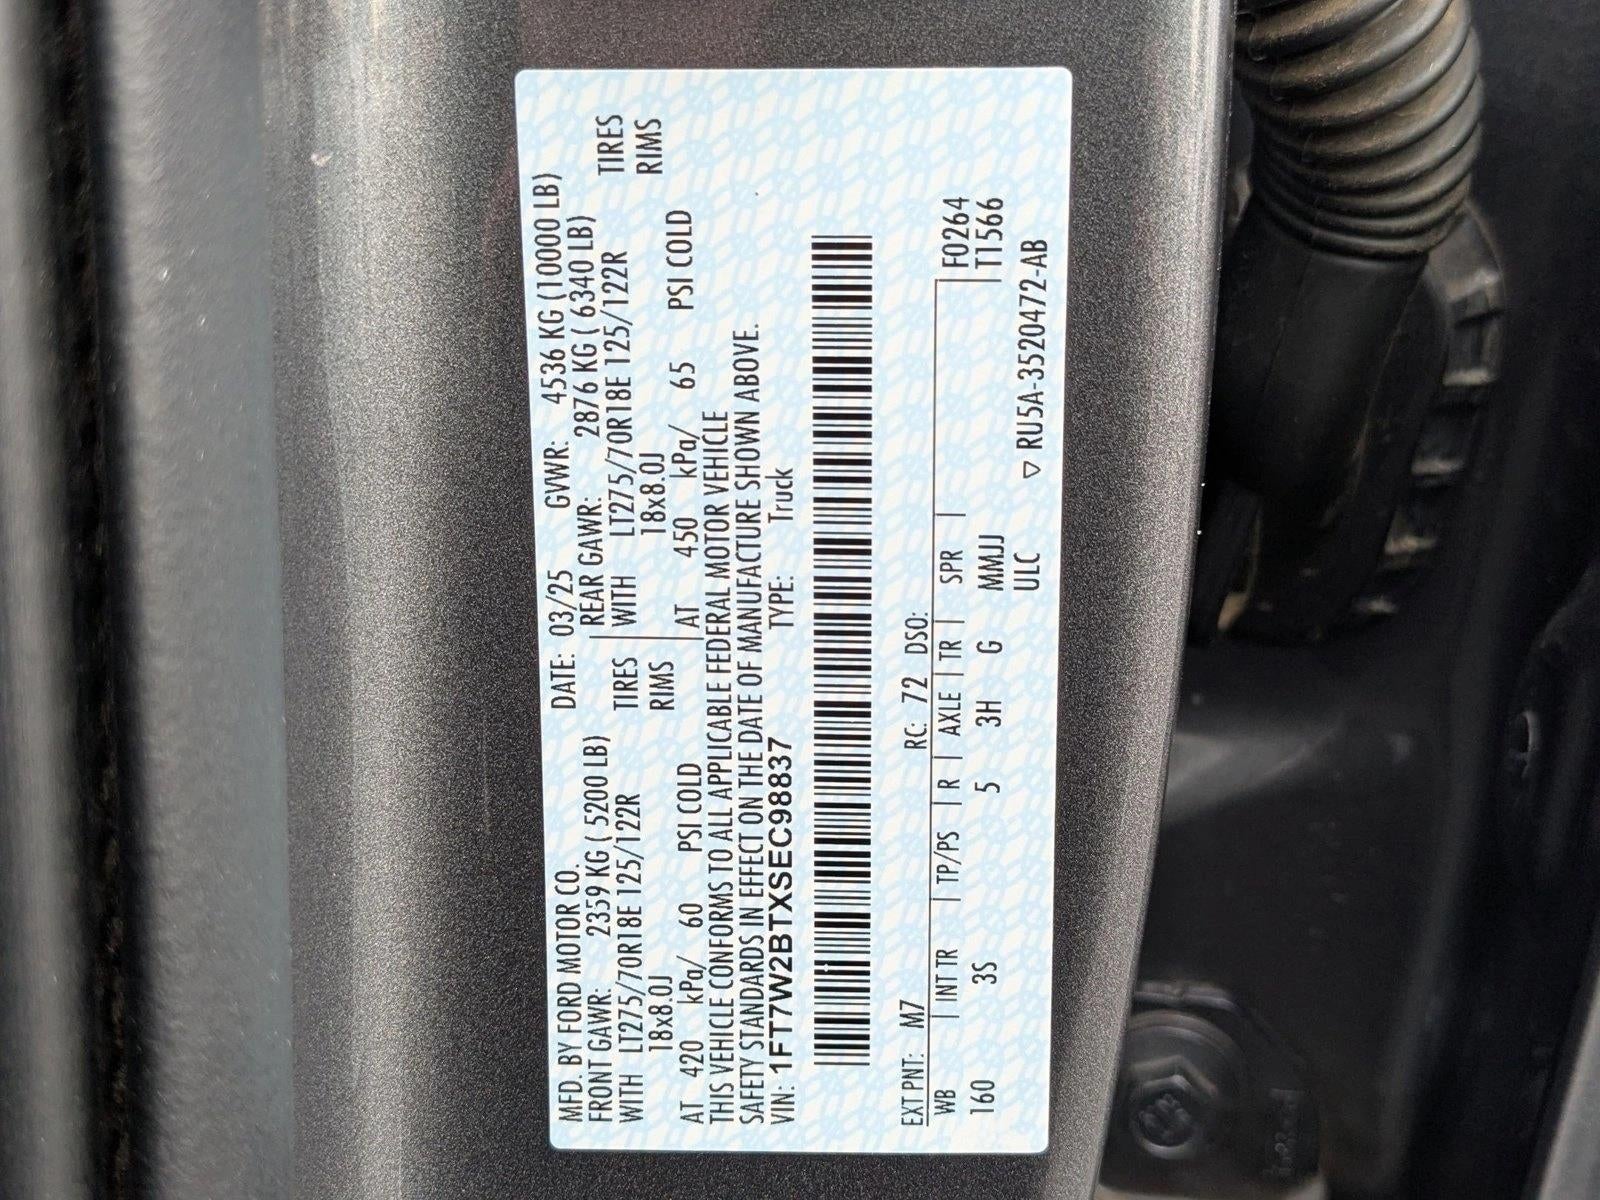 MFD. BY FORD MOTOR CO. DATE: 03/25 GVWR: 4536 KG (10000 LB)
FRONT GAWR: 2359 KG ( 5200 LB) REAR GAWR: 2876 KG ( 6340 LB)
WITH LT275/70R18E 125/122R TIRES WITH LT275/70R18E 125/122R TIRES
18x8.0J RIMS 18x8.0J RIMS
AT 420 kPa/ 60 PSI COLD AT 450 kPa/ 65 PSI COLD
THIS VEHICLE CONFORMS TO ALL APPLICABLE FEDERAL MOTOR VEHICLE
SAFETY STANDARDS IN EFFECT ON THE DATE OF MANUFACTURE SHOWN ABOVE.
VIN: 1FT7W2BTXSEC98837 TYPE: Truck
EXT PNT: M7 RC: 72 DSO:
WB INT TR TP/PS R AXLE TR SPR F0264
160 3S 5 3H G MMJJ T1566
ULC ▽ RU5A-3520472-AB